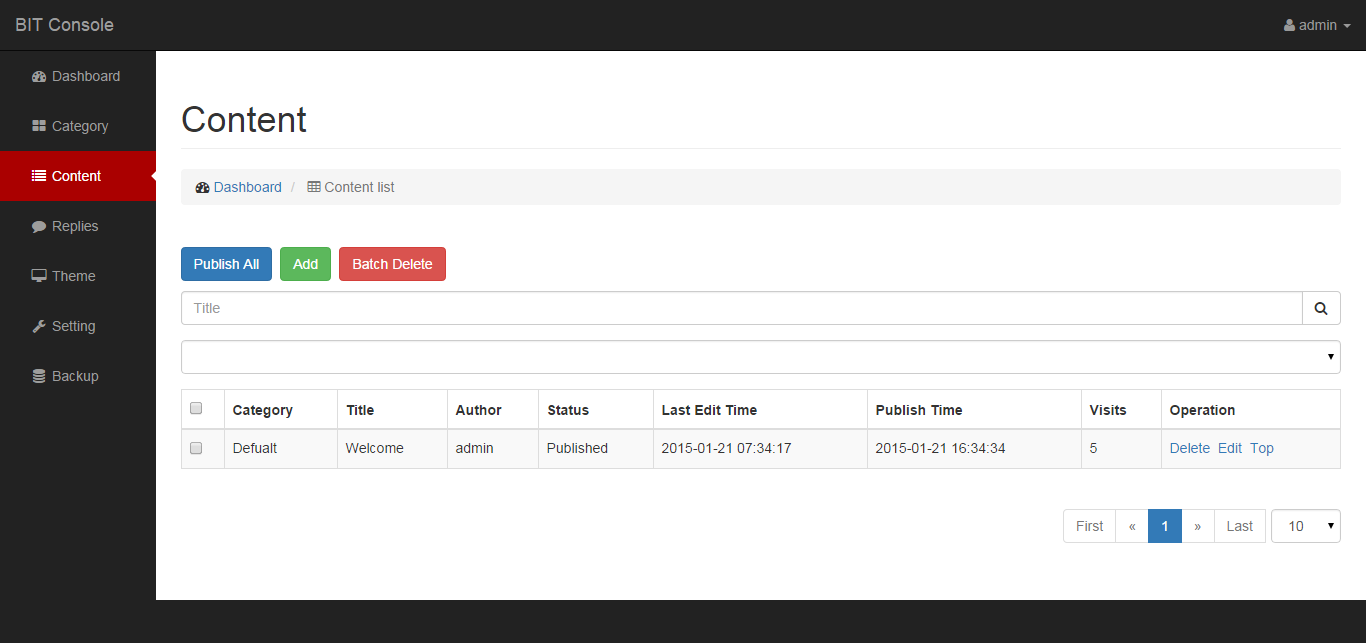 BIT Console
admin
Dashboard
Category
Content
Replies
Theme
Setting
Backup
Content
Dashboard / Content list
Publish All Add Batch Delete
Title
Category Title Author Status Last Edit Time Publish Time Visits Operation
Defualt Welcome admin Published 2015-01-21 07:34:17 2015-01-21 16:34:34 5 Delete Edit Top
First « 1 » Last 10